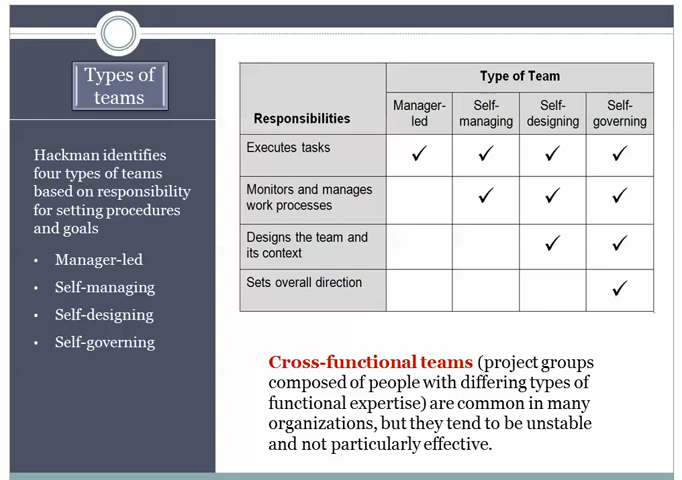 Types of
teams
Hackman identifies
four types of teams
based on responsibility
for setting procedures
and goals
• Manager-led
• Self-managing
• Self-designing
• Self-governing
Type of Team
Responsibilities
Manager-
led
Self-
managing
Self-
designing
Self-
governing
Executes tasks ✓ ✓ ✓ ✓
Monitors and manages
work processes ✓ ✓ ✓
Designs the team and
its context ✓ ✓
Sets overall direction ✓
Cross-functional teams (project groups
composed of people with differing types of
functional expertise) are common in many
organizations, but they tend to be unstable
and not particularly effective.